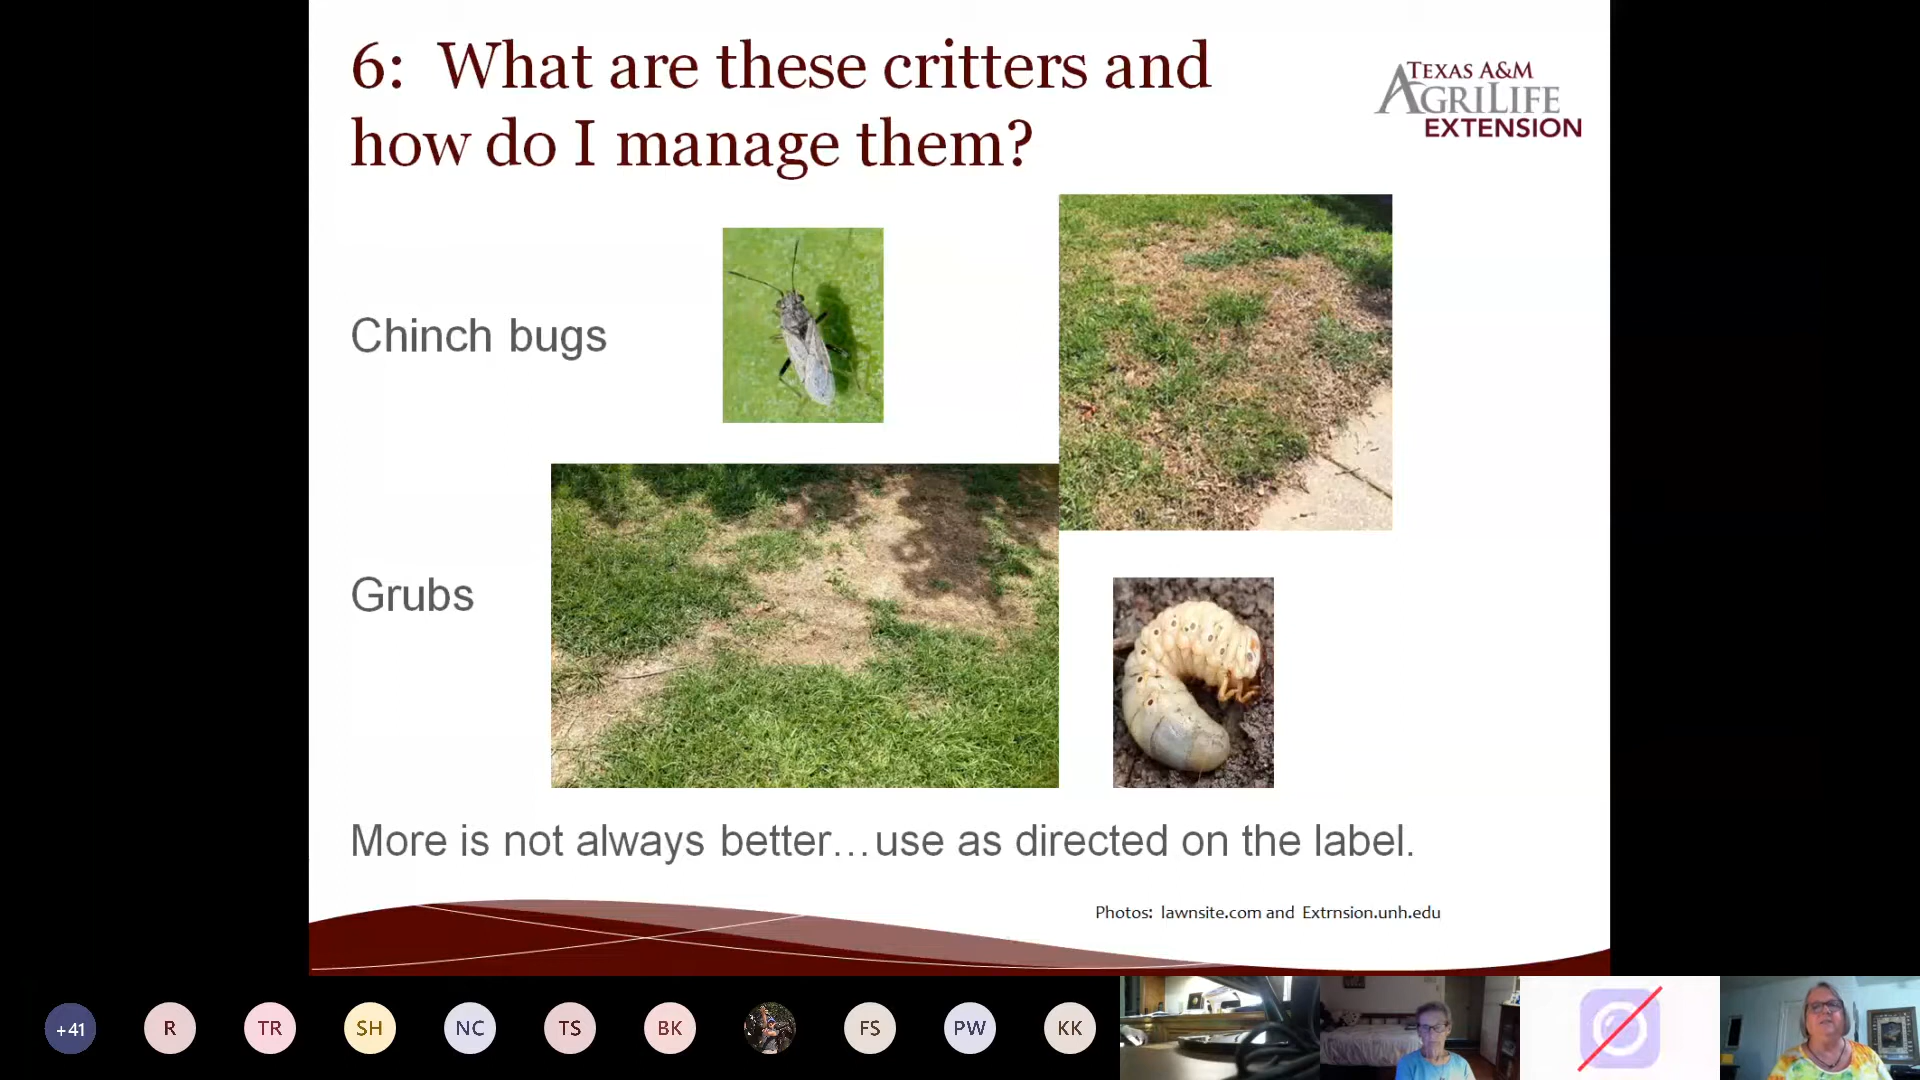 6: What are these critters and
how do I manage them?
TEXAS A&M
AGRILIFE
EXTENSION
Chinch bugs
Grubs
More is not always better...use as directed on the label.
Photos: lawnsite.com and Extrnsion.unh.edu
+41
R
TR
SH
NC
TS
BK
FS
PW
KK